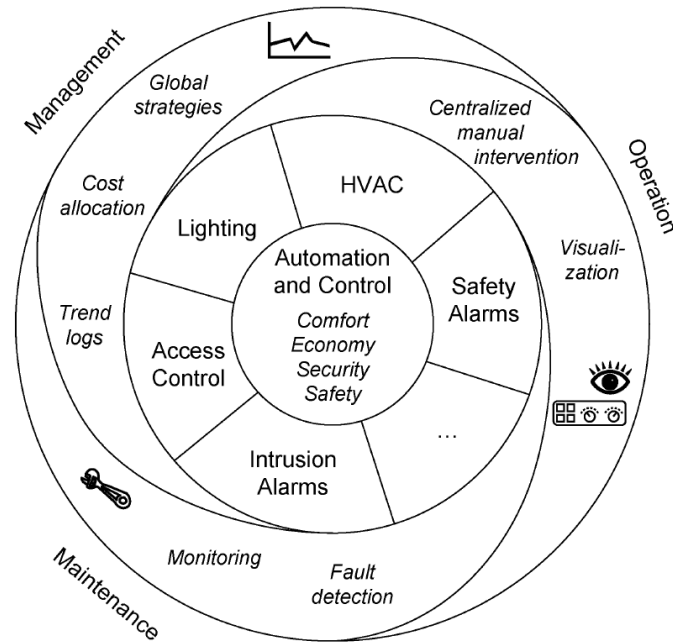 Management
Global
strategies
Cost
allocation
Trend
logs
Centralized
manual
intervention
Operation
Visuali-
zation
HVAC
Lighting
Safety
Alarms
Access
Control
Intrusion
Alarms
...
Automation
and Control
Comfort
Economy
Security
Safety
Monitoring
Fault
detection
Maintenance